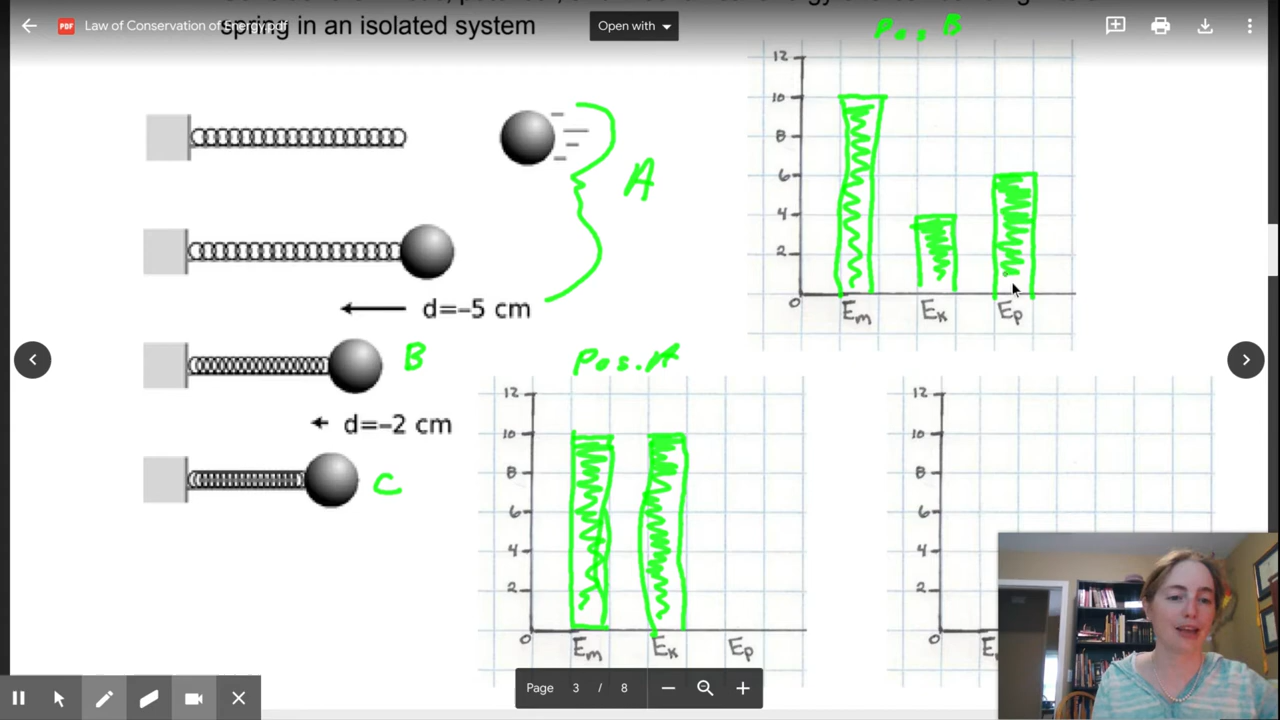 Law of Conservation of Energy.pdf
spring in an isolated system
Open with
Pos B
12
10
8
6
4
2
0
Em
Ek
Ep
A
d=–5 cm
B
d=–2 cm
C
Pos. A
12
10
8
6
4
2
0
Em
Ek
Ep
12
10
8
6
4
2
0
PDF
Page 3 / 8